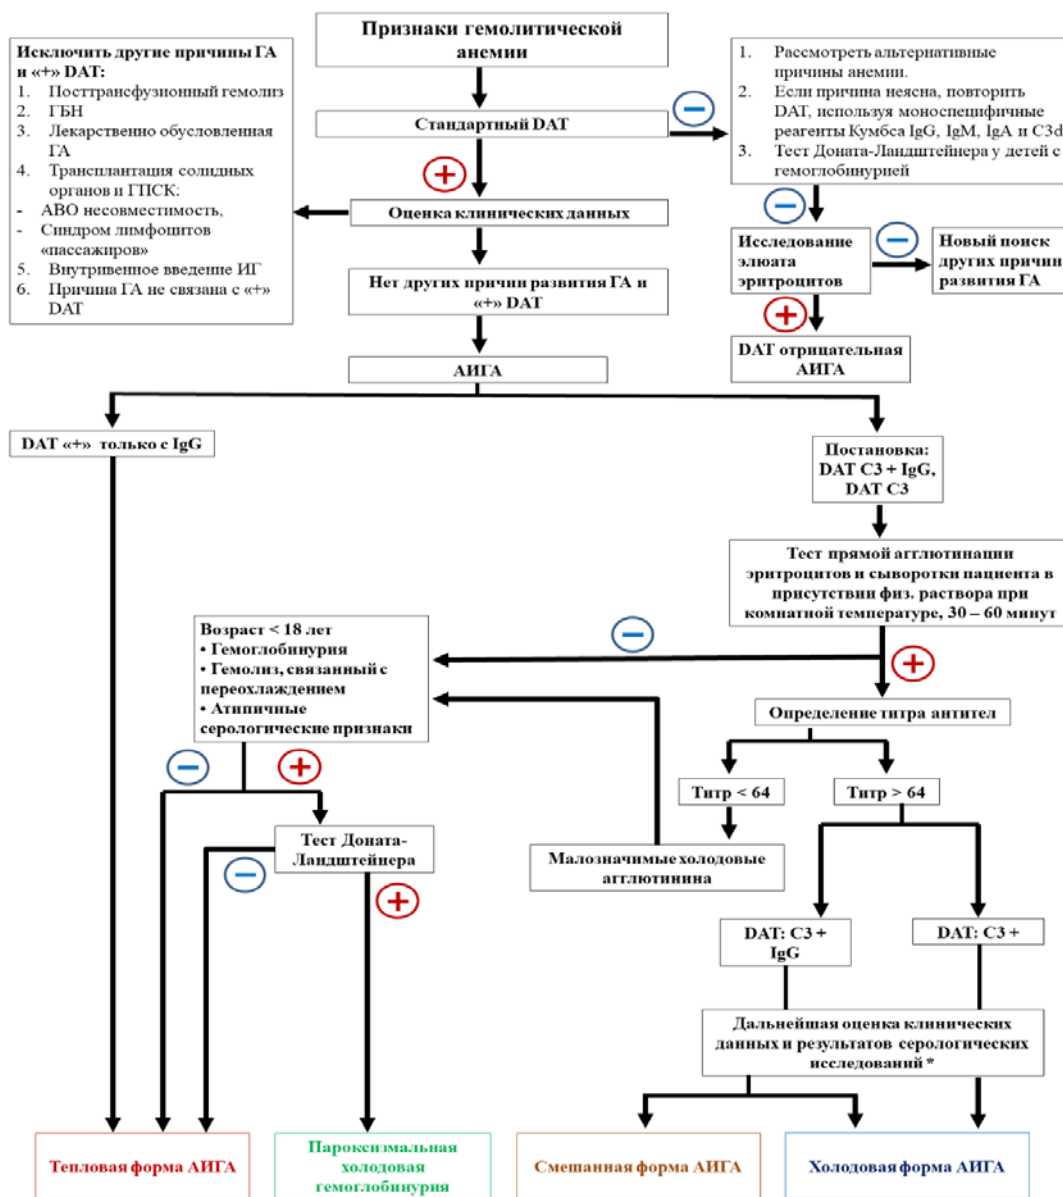 Признаки гемолитической
анемии
Исключить другие причины ГА
и «+» DAT:
1. Посттрансфузионный гемолиз
2. ГБН
3. Лекарственно обусловленная
ГА
4. Трансплантация солидных
органов и ГПСК:
- АВО несовместимость,
- Синдром лимфоцитов
«пассажиров»
5. Внутривенное введение ИГ
6. Причина ГА не связана с «+»
DAT
Стандартный DAT
1. Рассмотреть альтернативные
причины анемии.
2. Если причина неясна, повторить
DAT, используя моноспецифичные
реагенты Кумбса IgG, IgM, IgA и C3d
3. Тест Доната-Ландштейнера у детей с
гемоглобинурией
Оценка клинических данных
Исследование
элюата
эритроцитов
Новый поиск
других причин
развития ГА
Нет других причин развития ГА и
«+» DAT
DAT отрицательная
АИГА
АИГА
DAT «+» только с IgG
Постановка:
DAT C3 + IgG,
DAT C3
Тест прямой агглютинации
эритроцитов и сыворотки пациента в
присутствии физ. раствора при
комнатной температуре, 30 – 60 минут
Возраст < 18 лет
• Гемоглобинурия
• Гемолиз, связанный с
переохлаждением
• Атипичные
серологические признаки
Определение титра антител
Титр < 64
Титр > 64
Тест Доната-
Ландштейнера
Малозначимые холодовые
агглютинина
DAT: C3 +
IgG
DAT: C3 +
Дальнейшая оценка клинических
данных и результатов серологических
исследований *
Тепловая форма АИГА
Пароксизмальная
холодовая
гемоглобинурия
Смешанная форма АИГА
Холодовая форма АИГА